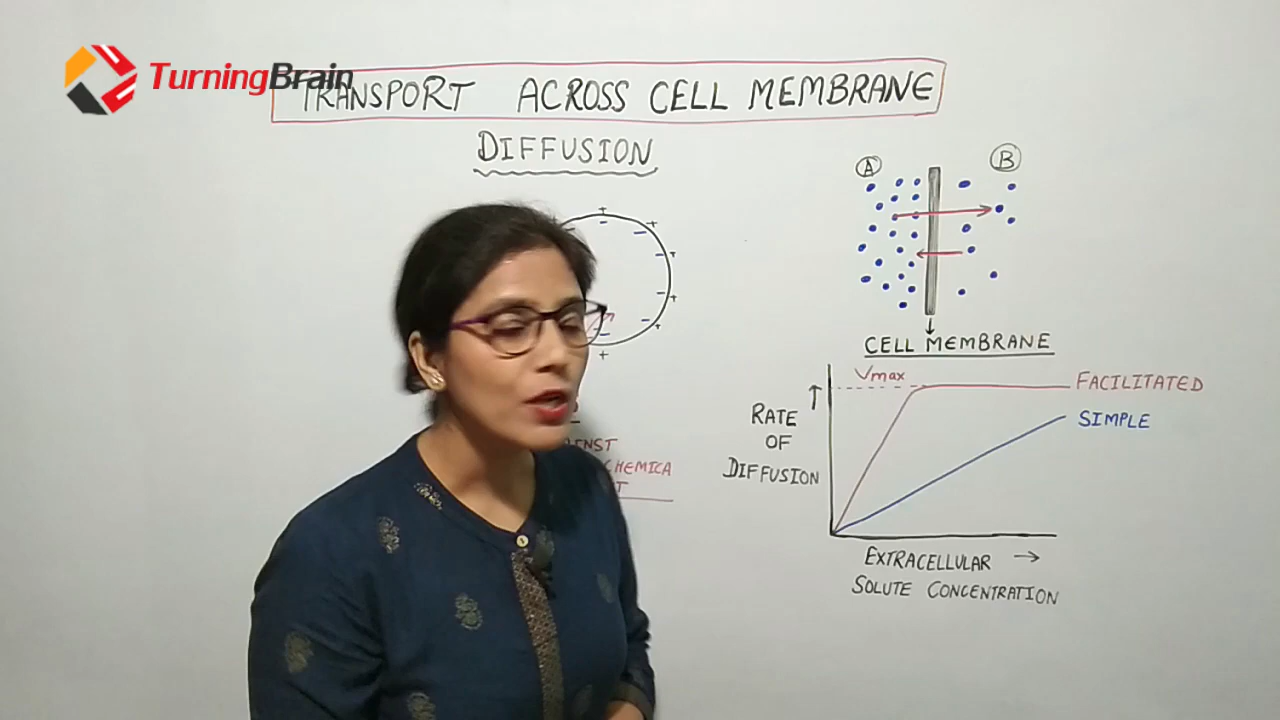 TurningBrain
TRANSPORT ACROSS CELL MEMBRANE
DIFFUSION
A B
CELL MEMBRANE
Vmax
FACILITATED
SIMPLE
RATE
OF
DIFFUSION
EXTRACELLULAR →
SOLUTE CONCENTRATION